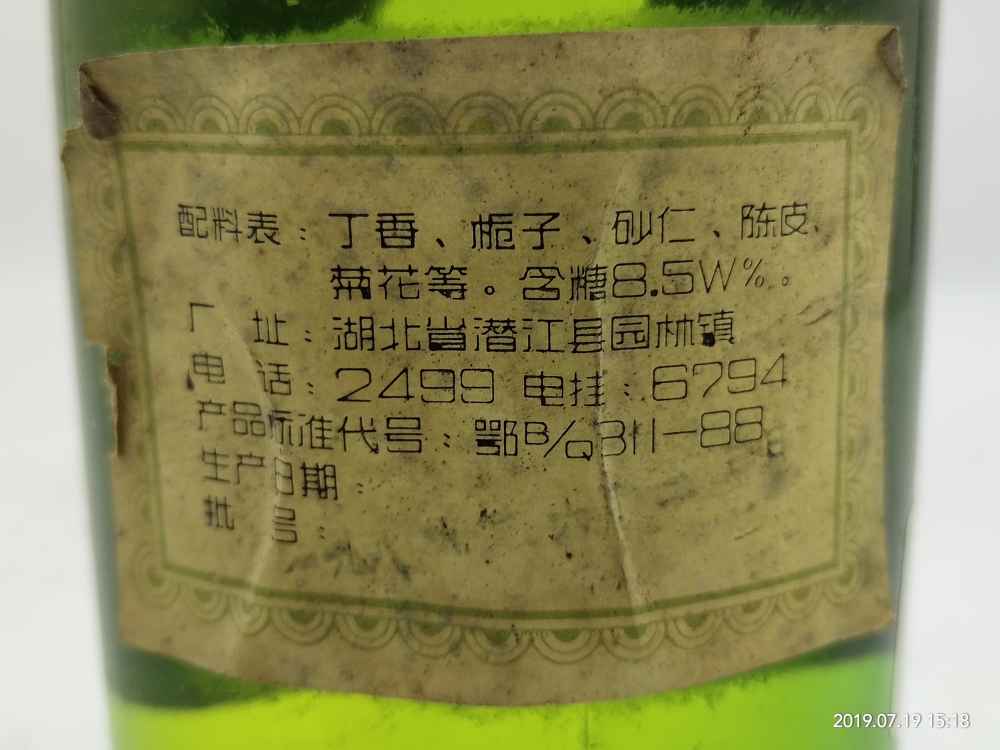 配料表：丁香、栀子、砂仁、陈皮、
菊花等。含糖8.5W%。
厂 址：湖北省潜江县园林镇
电 话：2499 电挂：6794
产品标准代号：鄂B/Q311-88
生产日期：
批 号：
2019.07.19 15:18